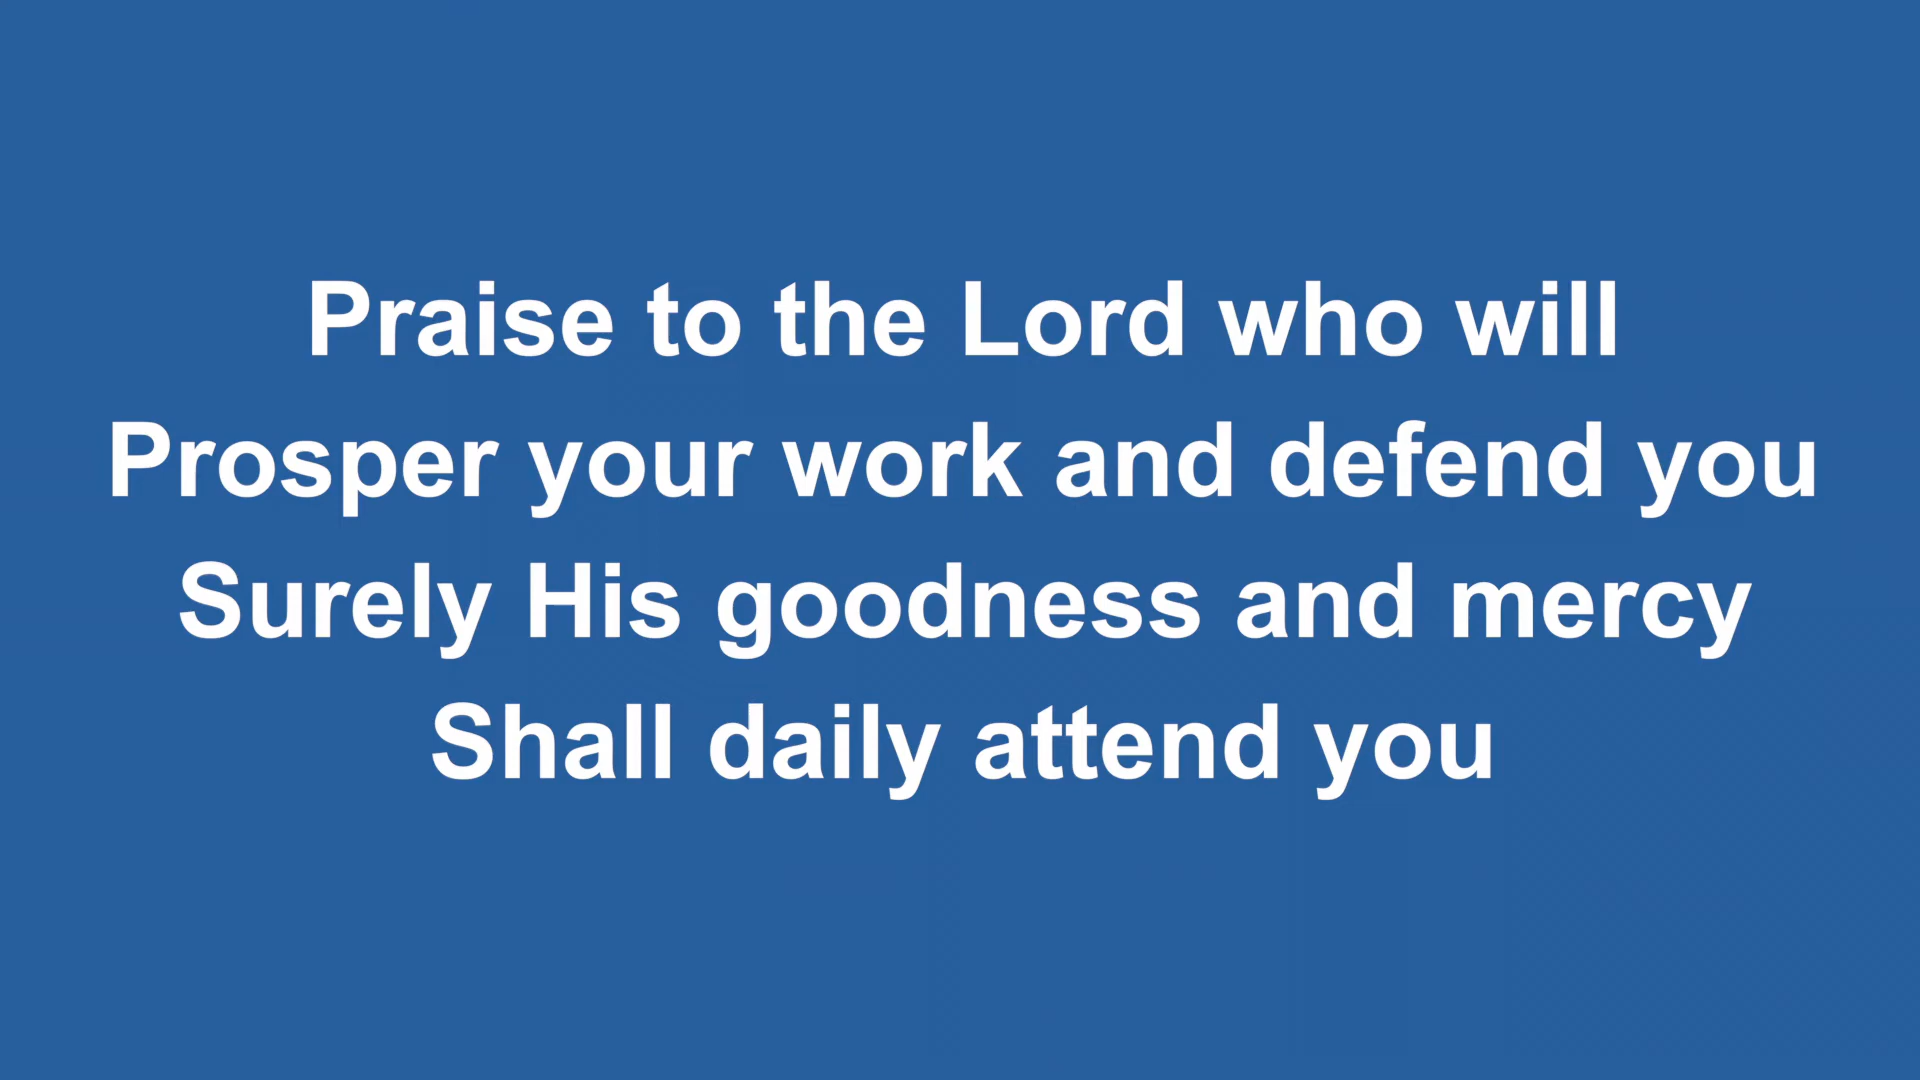 Praise to the Lord who will
Prosper your work and defend you
Surely His goodness and mercy
Shall daily attend you